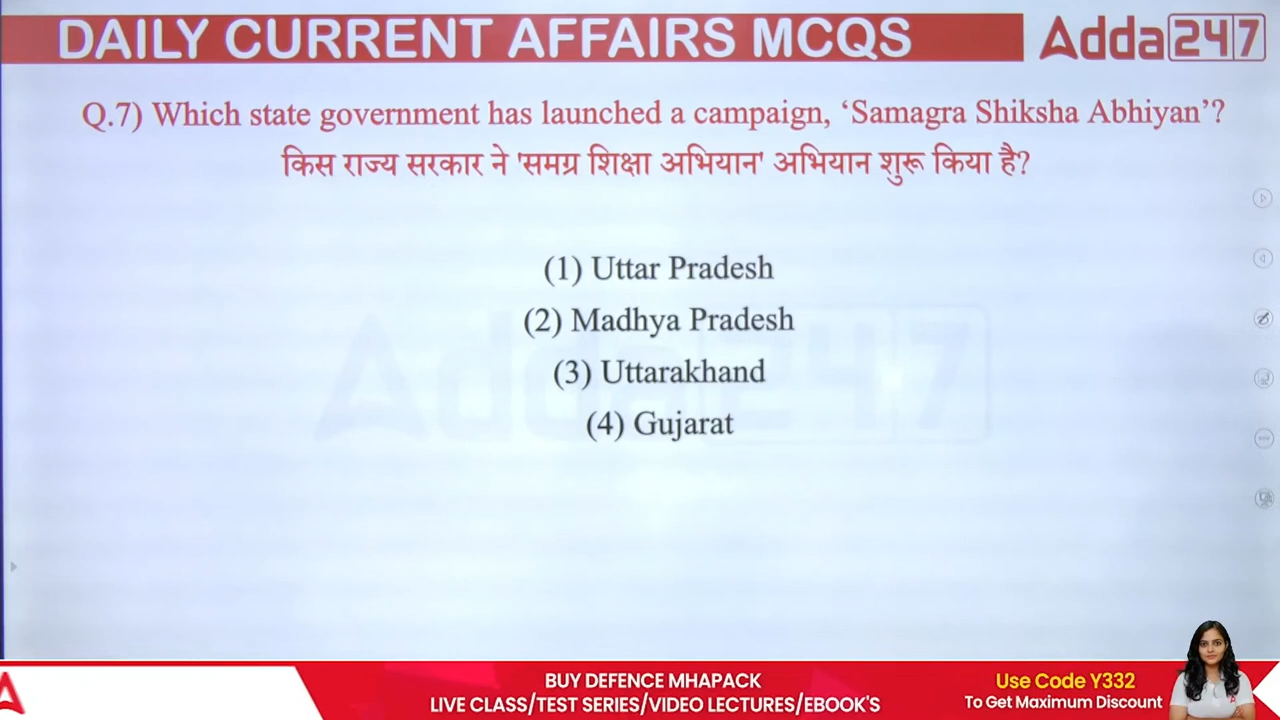 DAILY CURRENT AFFAIRS MCQS
Adda247
Q.7) Which state government has launched a campaign, ‘Samagra Shiksha Abhiyan’?
किस राज्य सरकार ने 'समग्र शिक्षा अभियान' अभियान शुरू किया है?
(1) Uttar Pradesh
(2) Madhya Pradesh
(3) Uttarakhand
(4) Gujarat
Adda247
BUY DEFENCE MHAPACK
LIVE CLASS/TEST SERIES/VIDEO LECTURES/EBOOK'S
Use Code Y332
To Get Maximum Discount